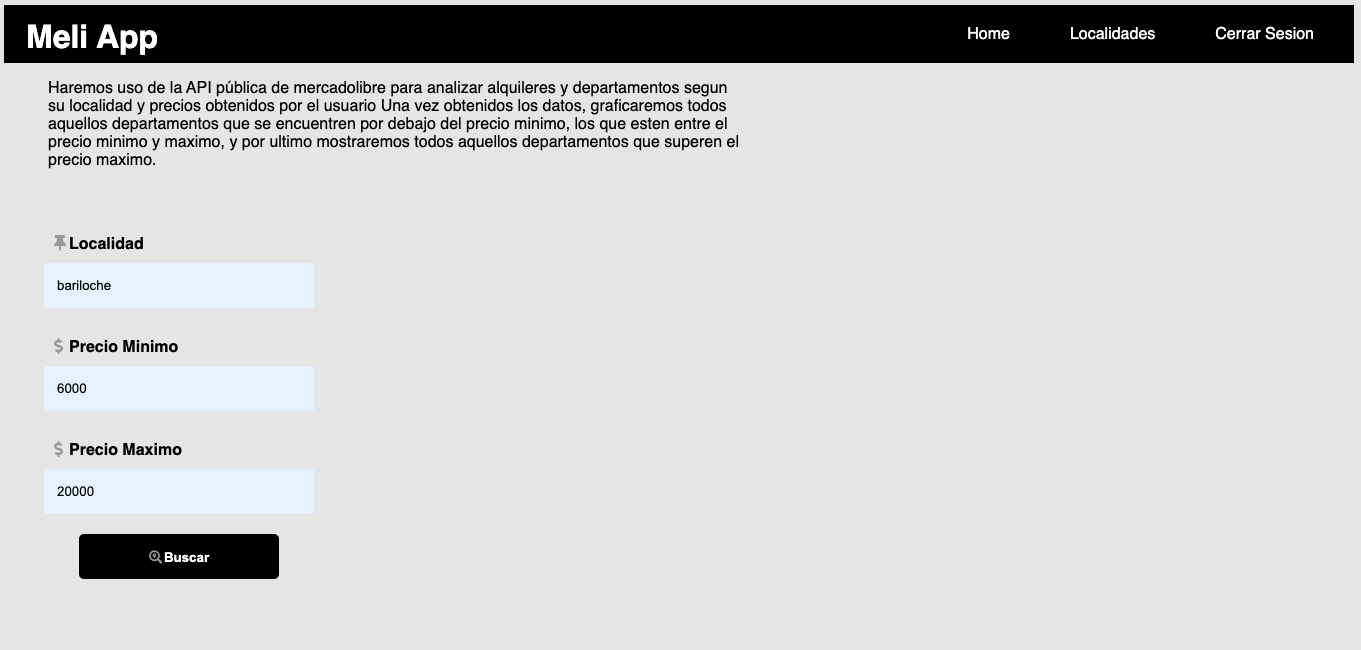 Meli App
Home
Localidades
Cerrar Sesion
Haremos uso de la API pública de mercadolibre para analizar alquileres y departamentos segun
su localidad y precios obtenidos por el usuario Una vez obtenidos los datos, graficaremos todos
aquellos departamentos que se encuentren por debajo del precio minimo, los que esten entre el
precio minimo y maximo, y por ultimo mostraremos todos aquellos departamentos que superen el
precio maximo.
Localidad
bariloche
$ Precio Minimo
6000
$ Precio Maximo
20000
Buscar